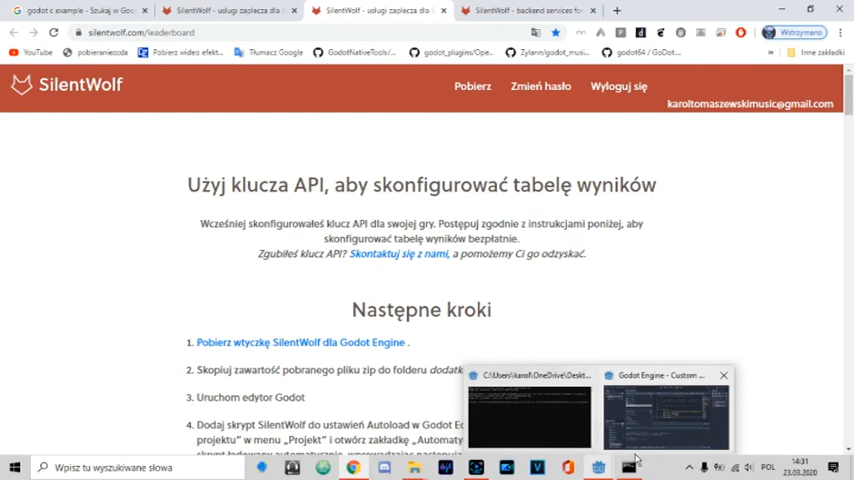 godot c example - Szukaj w Goo
SilentWolf - usługi zaplecza dla G
SilentWolf - usługi zaplecza dla G
SilentWolf - backend services for
silentwolf.com/leaderboard
Wstrzymano
YouTube
pobieraniezcda
Pobierz wideo efekt...
Tłumacz Google
GodotNativeTools/...
godot_plugins/Ope...
Zylann/godot_musi...
godot64 / GoDot...
Inne zakładki
SilentWolf
Pobierz
Zmień hasło
Wyloguj się
karoltomaszewskimusic@gmail.com
Użyj klucza API, aby skonfigurować tabelę wyników
Wcześniej skonfigurowałeś klucz API dla swojej gry. Postępuj zgodnie z instrukcjami poniżej, aby
skonfigurować tabelę wyników bezpłatnie.
Zgubiłeś klucz API? Skontaktuj się z nami, a pomożemy Ci go odzyskać.
Następne kroki
1. Pobierz wtyczkę SilentWolf dla Godot Engine .
2. Skopiuj zawartość pobranego pliku zip do folderu
3. Uruchom edytor Godot
4. Dodaj skrypt SilentWolf do ustawień Autoload w Godot
projektu" w menu „Projekt" i otwórz zakładkę
C:\Users\karol\OneDrive\Deskt...
Godot Engine - Custom ...
Wpisz tu wyszukiwane słowa
POL
14:31
23.03.2020